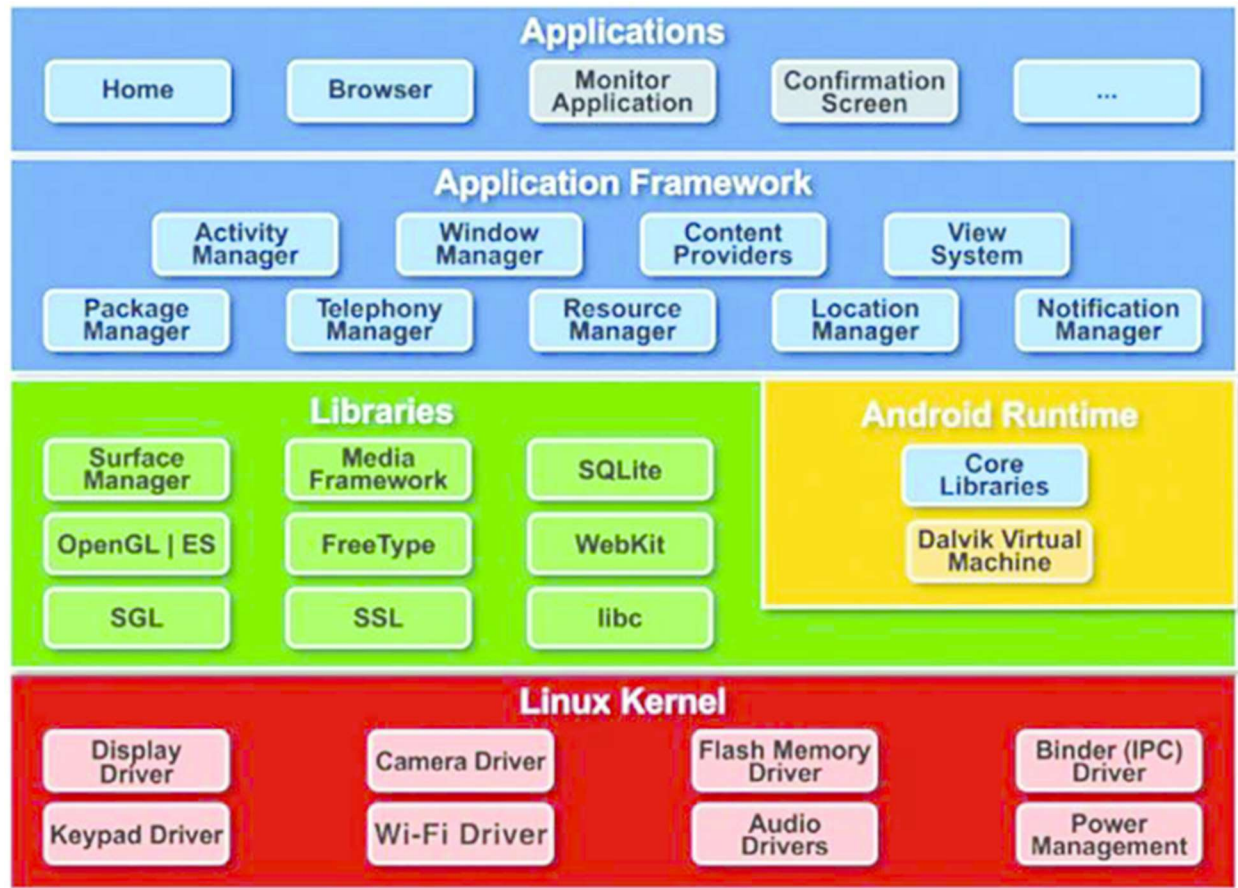 Applications
Home
Browser
Monitor
Application
Confirmation
Screen
...
Application Framework
Activity
Manager
Window
Manager
Content
Providers
View
System
Package
Manager
Telephony
Manager
Resource
Manager
Location
Manager
Notification
Manager
Libraries
Surface
Manager
Media
Framework
SQLite
OpenGL | ES
FreeType
WebKit
SGL
SSL
libc
Android Runtime
Core
Libraries
Dalvik Virtual
Machine
Linux Kernel
Display
Driver
Camera Driver
Flash Memory
Driver
Binder (IPC)
Driver
Keypad Driver
Wi-Fi Driver
Audio
Drivers
Power
Management